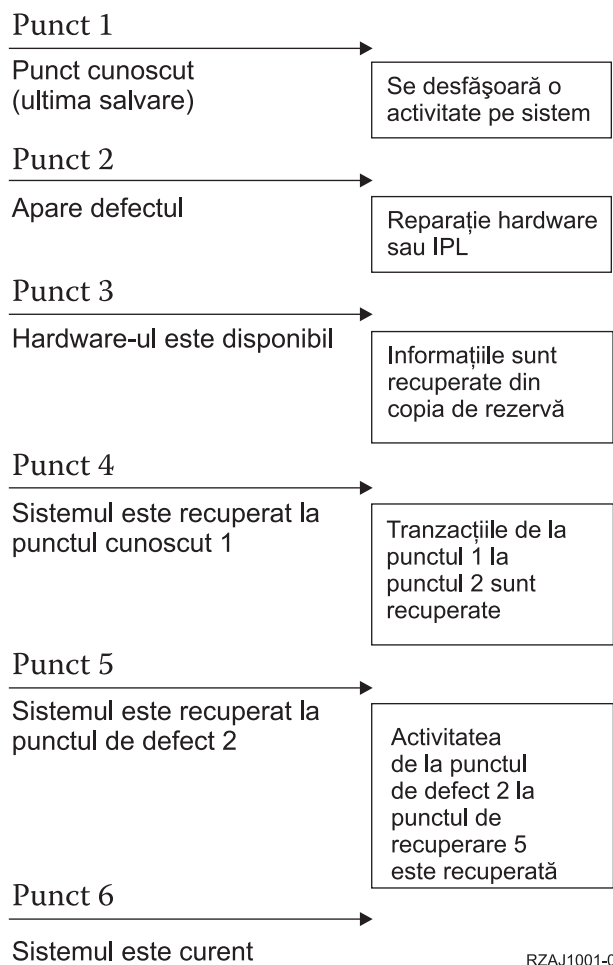 Punct 1
Punct cunoscut
(ultima salvare)
Se desfăşoară o
activitate pe sistem
Punct 2
Apare defectul
Reparație hardware
sau IPL
Punct 3
Hardware-ul este disponibil
Informațiile sunt
recuperate din
copia de rezervă
Punct 4
Sistemul este recuperat la
punctul cunoscut 1
Tranzacțiile de la
punctul 1 la
punctul 2 sunt
recuperate
Punct 5
Sistemul este recuperat la
punctul de defect 2
Activitatea
de la punctul
de defect 2 la
punctul de
recuperare 5
este recuperată
Punct 6
Sistemul este curent